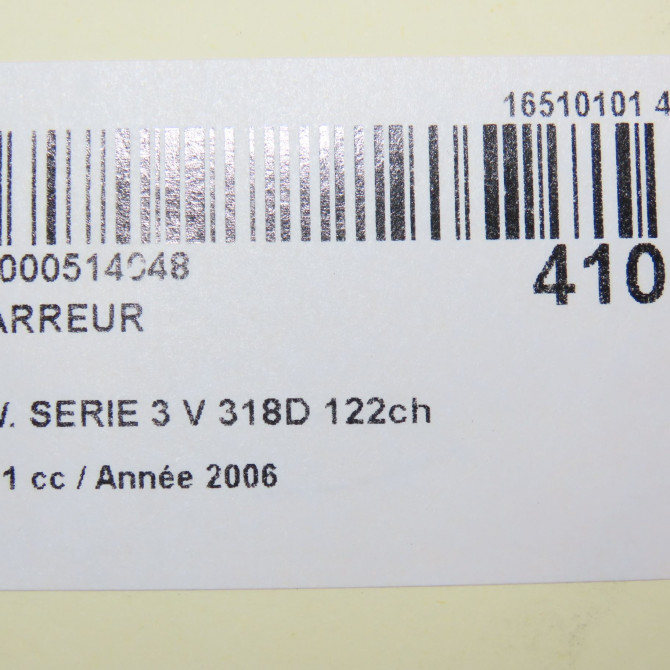 16510101 4
000514048
410
ARREUR
. SERIE 3 V 318D 122ch
1 cc / Année 2006